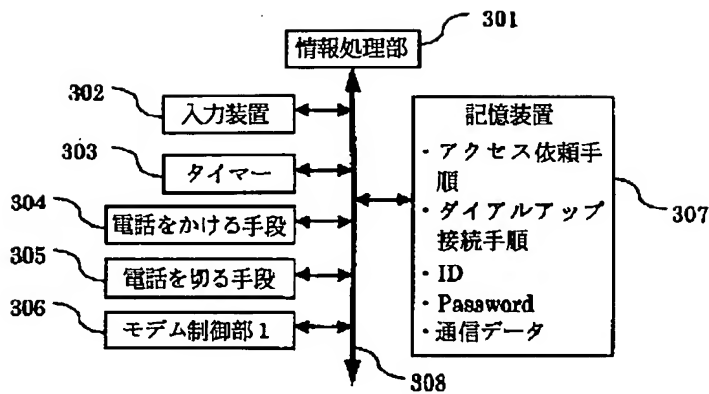 301
情報処理部
302
入力装置
303
タイマー
304
電話をかける手段
305
電話を切る手段
306
モデム制御部1
記憶装置
・アクセス依頼手
順
・ダイアルアップ
接続手順
・ID
・Password
・通信データ
307
308